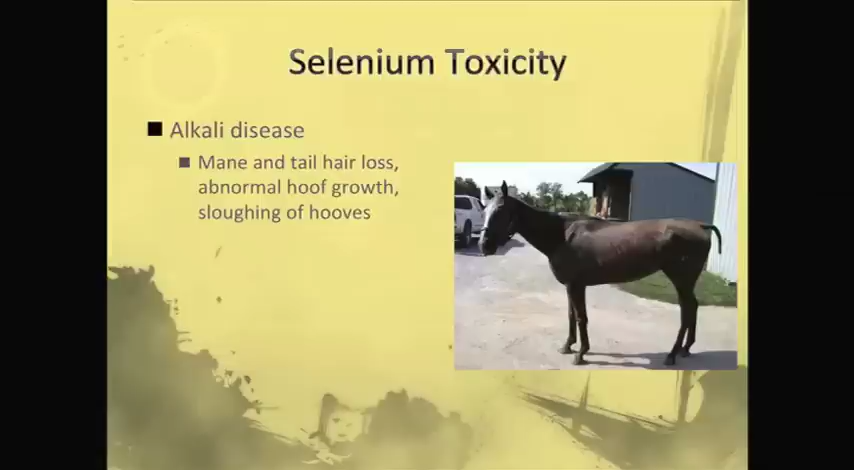 Selenium Toxicity
Alkali disease
Mane and tail hair loss,
abnormal hoof growth,
sloughing of hooves